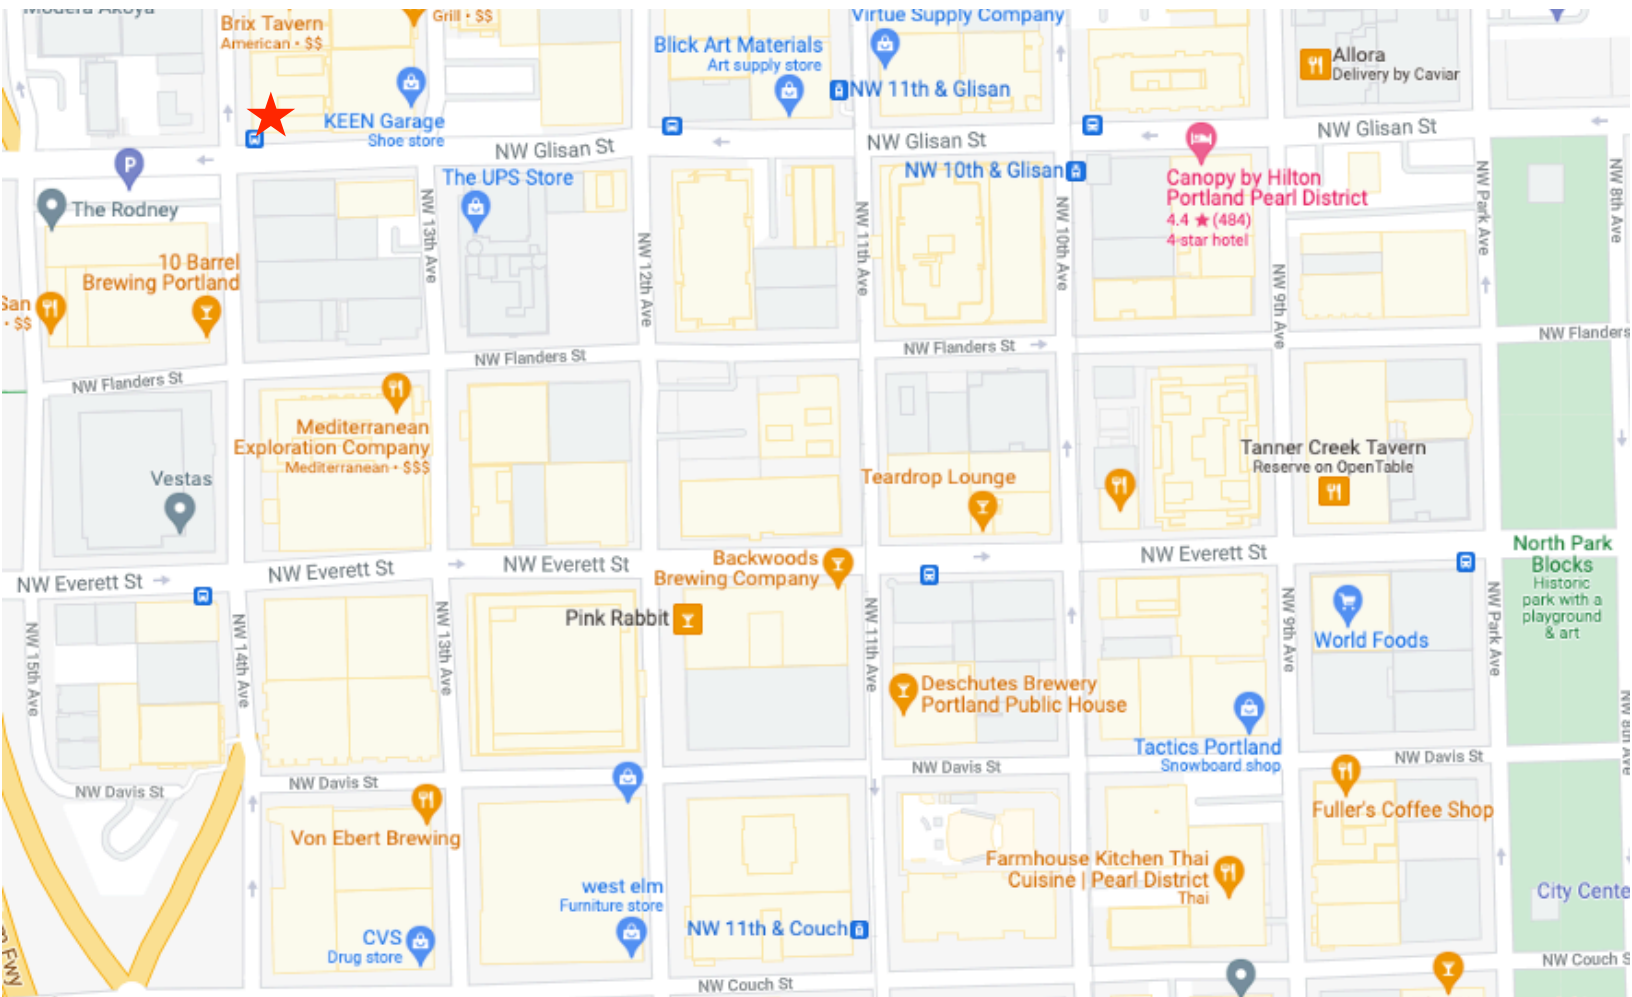 Modera Akoya
Brix Tavern
American • $$
Grill • $$
Virtue Supply Company
Blick Art Materials
Art supply store
Allora
Delivery by Caviar
NW 11th & Glisan
KEEN Garage
Shoe store
NW Glisan St
NW Glisan St
NW Glisan St
P
The UPS Store
NW 10th & Glisan
Canopy by Hilton
Portland Pearl District
4.4 ★ (484)
4-star hotel
The Rodney
NW 13th Ave
NW 12th Ave
NW 11th Ave
NW 10th Ave
NW 9th Ave
NW Park Ave
NW 8th Ave
10 Barrel
Brewing Portland
San
• $$
NW Flanders St
NW Flanders St
NW Flanders St
NW Flanders
Mediterranean
Exploration Company
Mediterranean • $$$
Vestas
Teardrop Lounge
Tanner Creek Tavern
Reserve on OpenTable
NW Everett St
NW Everett St
NW Everett St
NW Everett St
Backwoods
Brewing Company
Pink Rabbit
North Park
Blocks
Historic
park with a
playground
& art
World Foods
NW 15th Ave
NW 14th Ave
NW 13th Ave
NW 11th Ave
NW 9th Ave
NW Park Ave
NW 8th Ave
Deschutes Brewery
Portland Public House
Tactics Portland
Snowboard shop
NW Davis St
NW Davis St
NW Davis St
NW Davis St
Von Ebert Brewing
Fuller's Coffee Shop
Farmhouse Kitchen Thai
Cuisine | Pearl District
Thai
west elm
Furniture store
City Cente
NW 11th & Couch
CVS
Drug store
Fwy
NW Couch St
NW Couch S